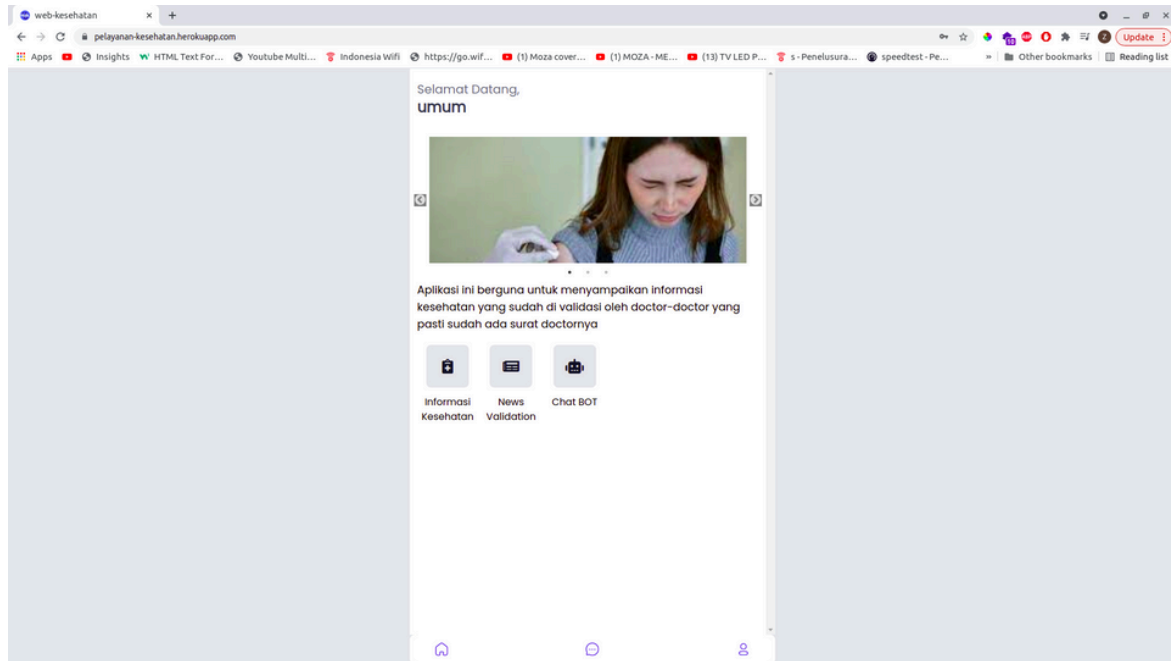 web-kesehatan
pelayanan-kesehatan.herokuapp.com
Update
Apps
Insights
HTML Text For...
Youtube Multi...
Indonesia Wifi
https://go.wif...
(1) Moza cover...
(1) MOZA - ME...
(13) TV LED P...
s - Penelusura...
speedtest - Pe...
»
Other bookmarks
Reading list
Selamat Datang,
umum
Aplikasi ini berguna untuk menyampaikan informasi
kesehatan yang sudah di validasi oleh doctor-doctor yang
pasti sudah ada surat doctornya
Informasi
Kesehatan
News
Validation
Chat BOT